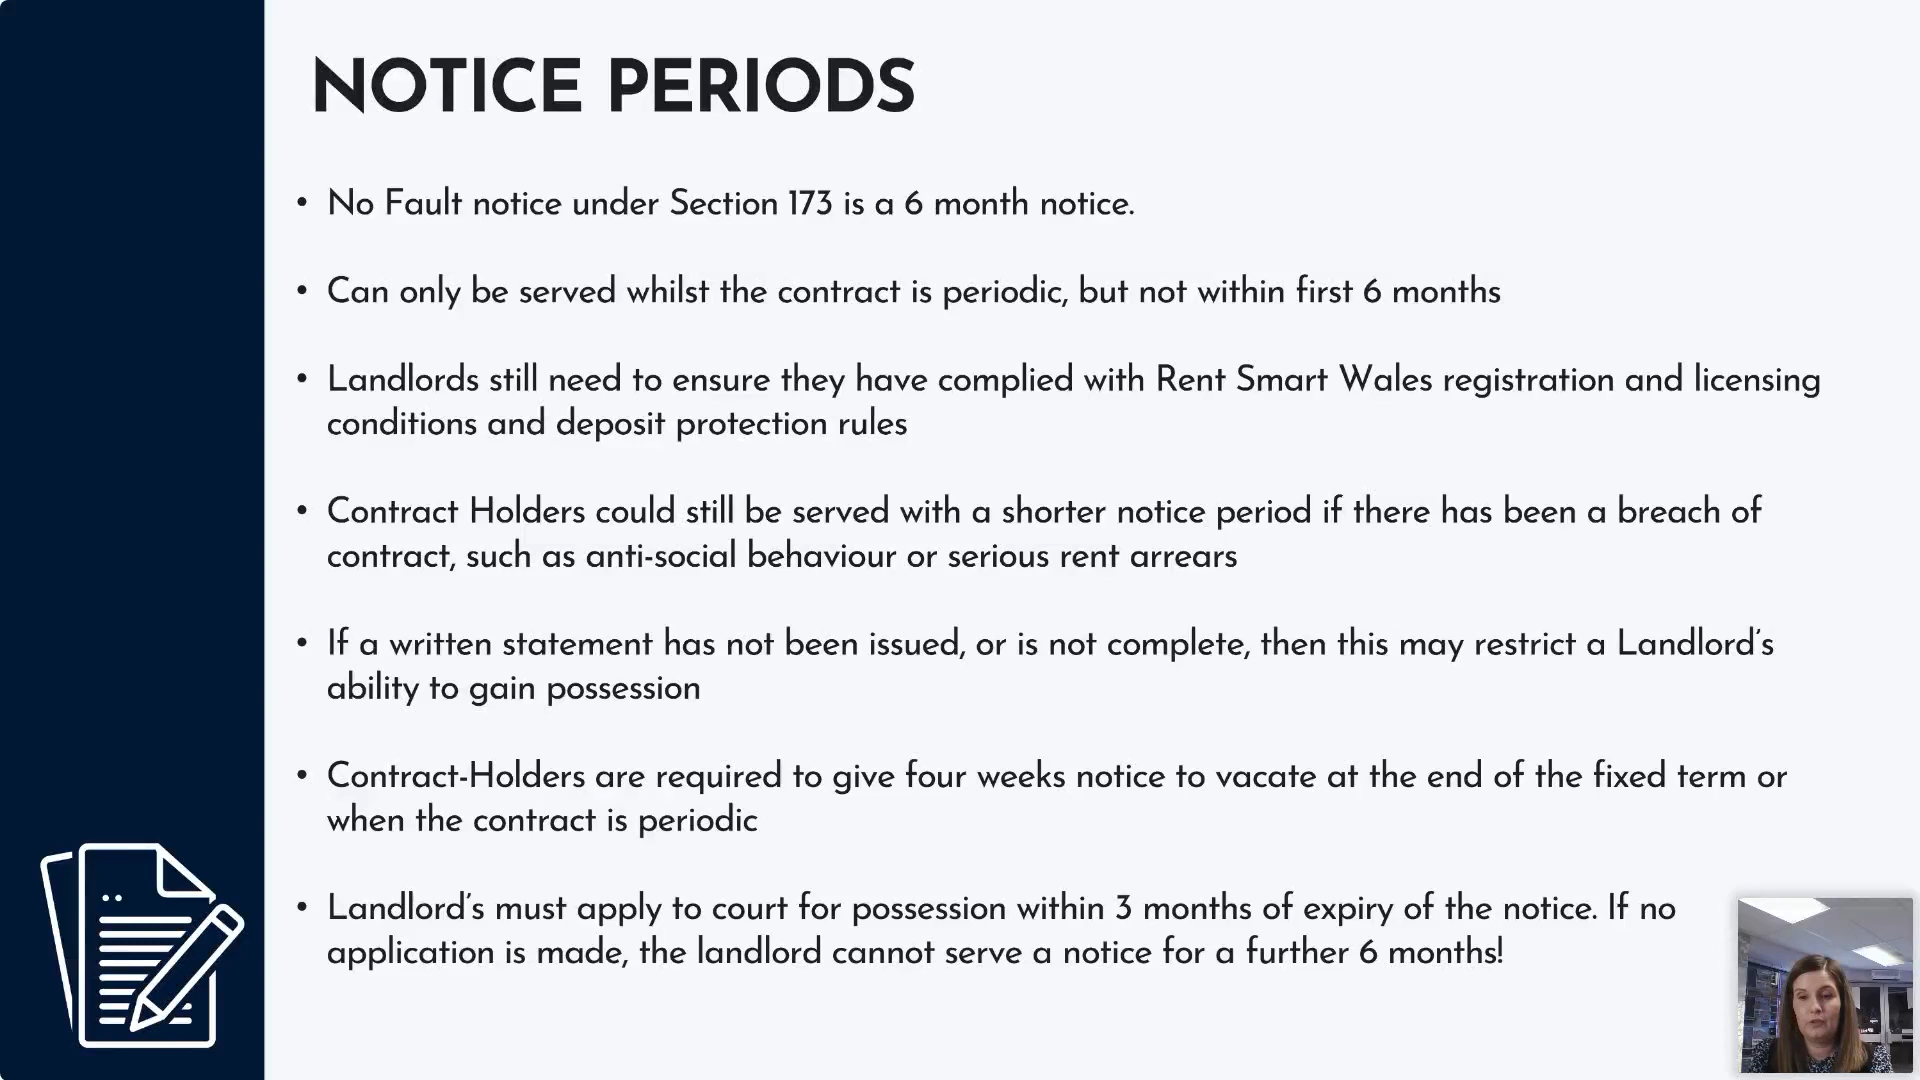 NOTICE PERIODS
• No Fault notice under Section 173 is a 6 month notice.
• Can only be served whilst the contract is periodic, but not within first 6 months
• Landlords still need to ensure they have complied with Rent Smart Wales registration and licensing
conditions and deposit protection rules
• Contract Holders could still be served with a shorter notice period if there has been a breach of
contract, such as anti-social behaviour or serious rent arrears
• If a written statement has not been issued, or is not complete, then this may restrict a Landlord's
ability to gain possession
• Contract-Holders are required to give four weeks notice to vacate at the end of the fixed term or
when the contract is periodic
• Landlord's must apply to court for possession within 3 months of expiry of the notice. If no
application is made, the landlord cannot serve a notice for a further 6 months!